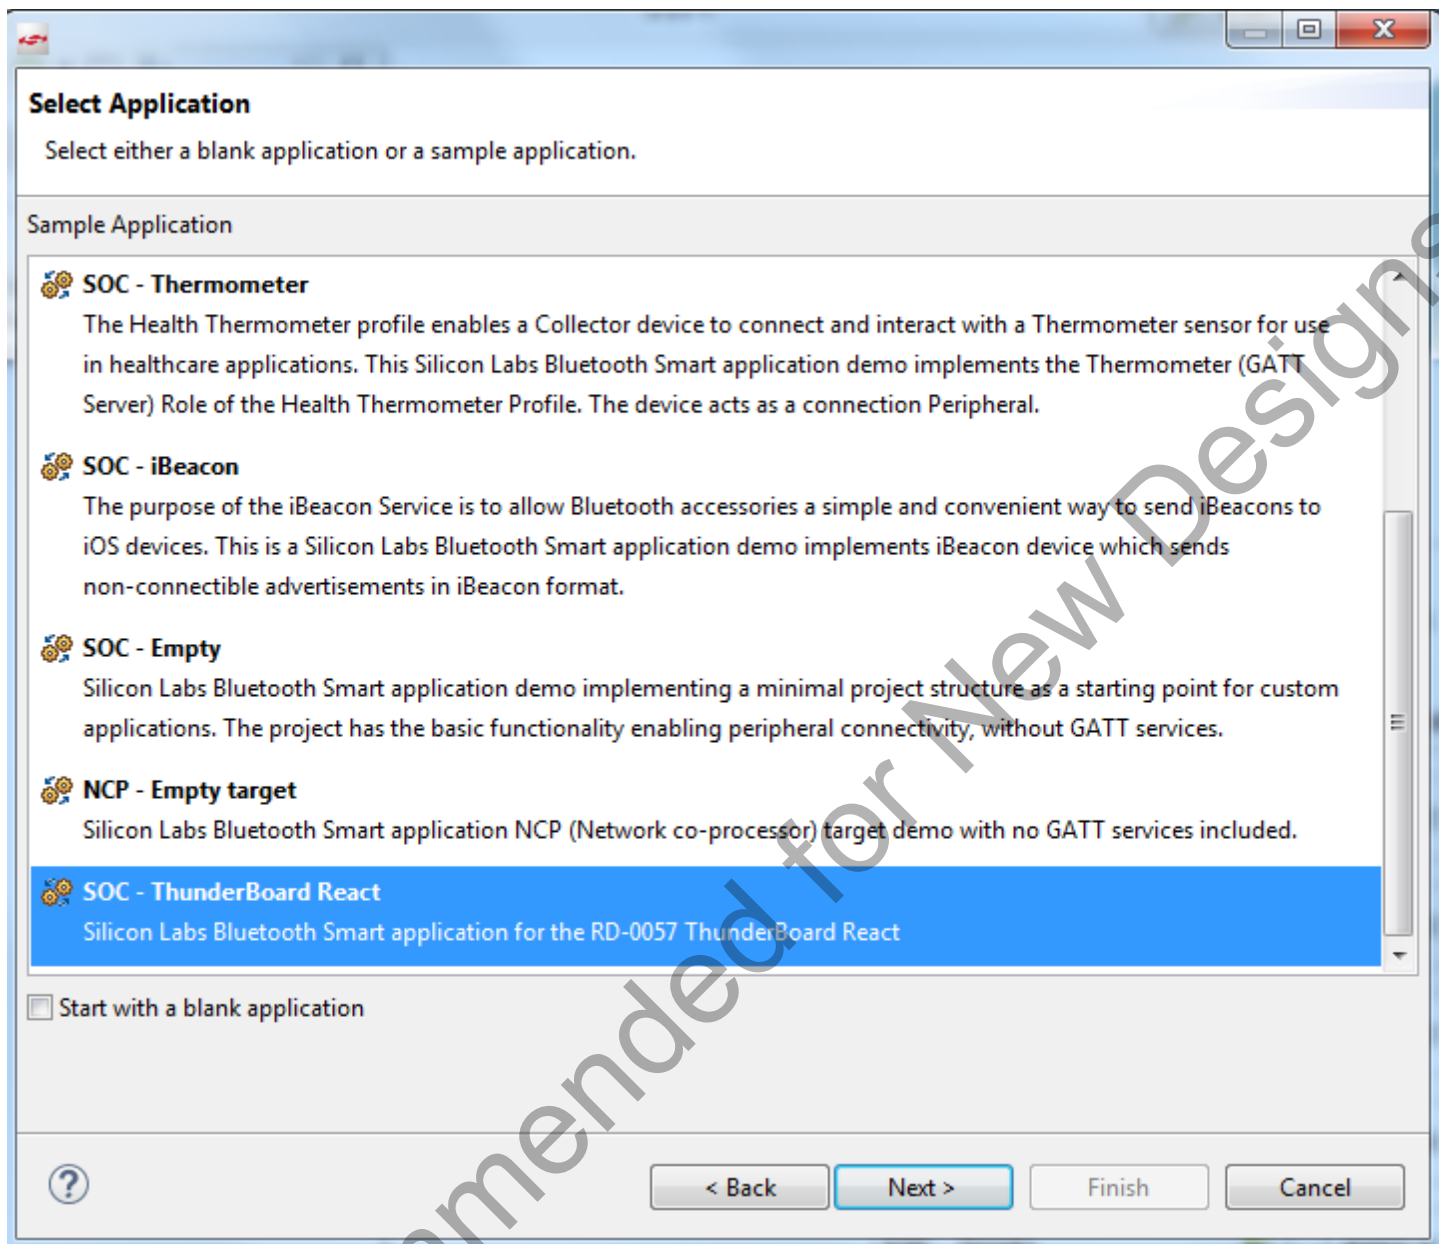 Select Application
Select either a blank application or a sample application.
Sample Application
SOC - Thermometer
The Health Thermometer profile enables a Collector device to connect and interact with a Thermometer sensor for use
in healthcare applications. This Silicon Labs Bluetooth Smart application demo implements the Thermometer (GATT
Server) Role of the Health Thermometer Profile. The device acts as a connection Peripheral.
SOC - iBeacon
The purpose of the iBeacon Service is to allow Bluetooth accessories a simple and convenient way to send iBeacons to
iOS devices. This is a Silicon Labs Bluetooth Smart application demo implements iBeacon device which sends
non-connectible advertisements in iBeacon format.
SOC - Empty
Silicon Labs Bluetooth Smart application demo implementing a minimal project structure as a starting point for custom
applications. The project has the basic functionality enabling peripheral connectivity, without GATT services.
NCP - Empty target
Silicon Labs Bluetooth Smart application NCP (Network co-processor) target demo with no GATT services included.
SOC - ThunderBoard React
Silicon Labs Bluetooth Smart application for the RD-0057 ThunderBoard React
Start with a blank application
< Back
Next >
Finish
Cancel
for New Designs